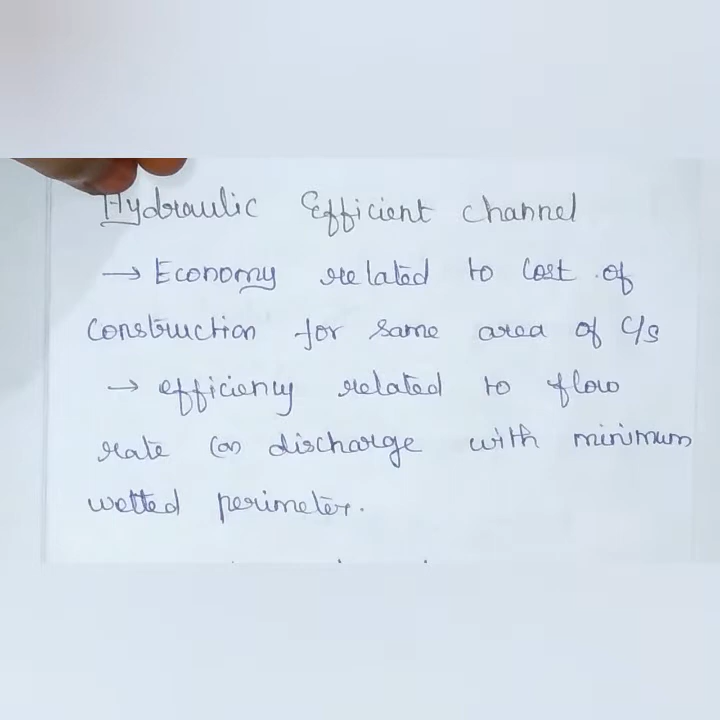 Hydraulic Efficient channel
→ Economy related to Cost of
Construction for same area of C/s
→ efficiency related to flow
rate (or) discharge with minimum
wetted perimeter.